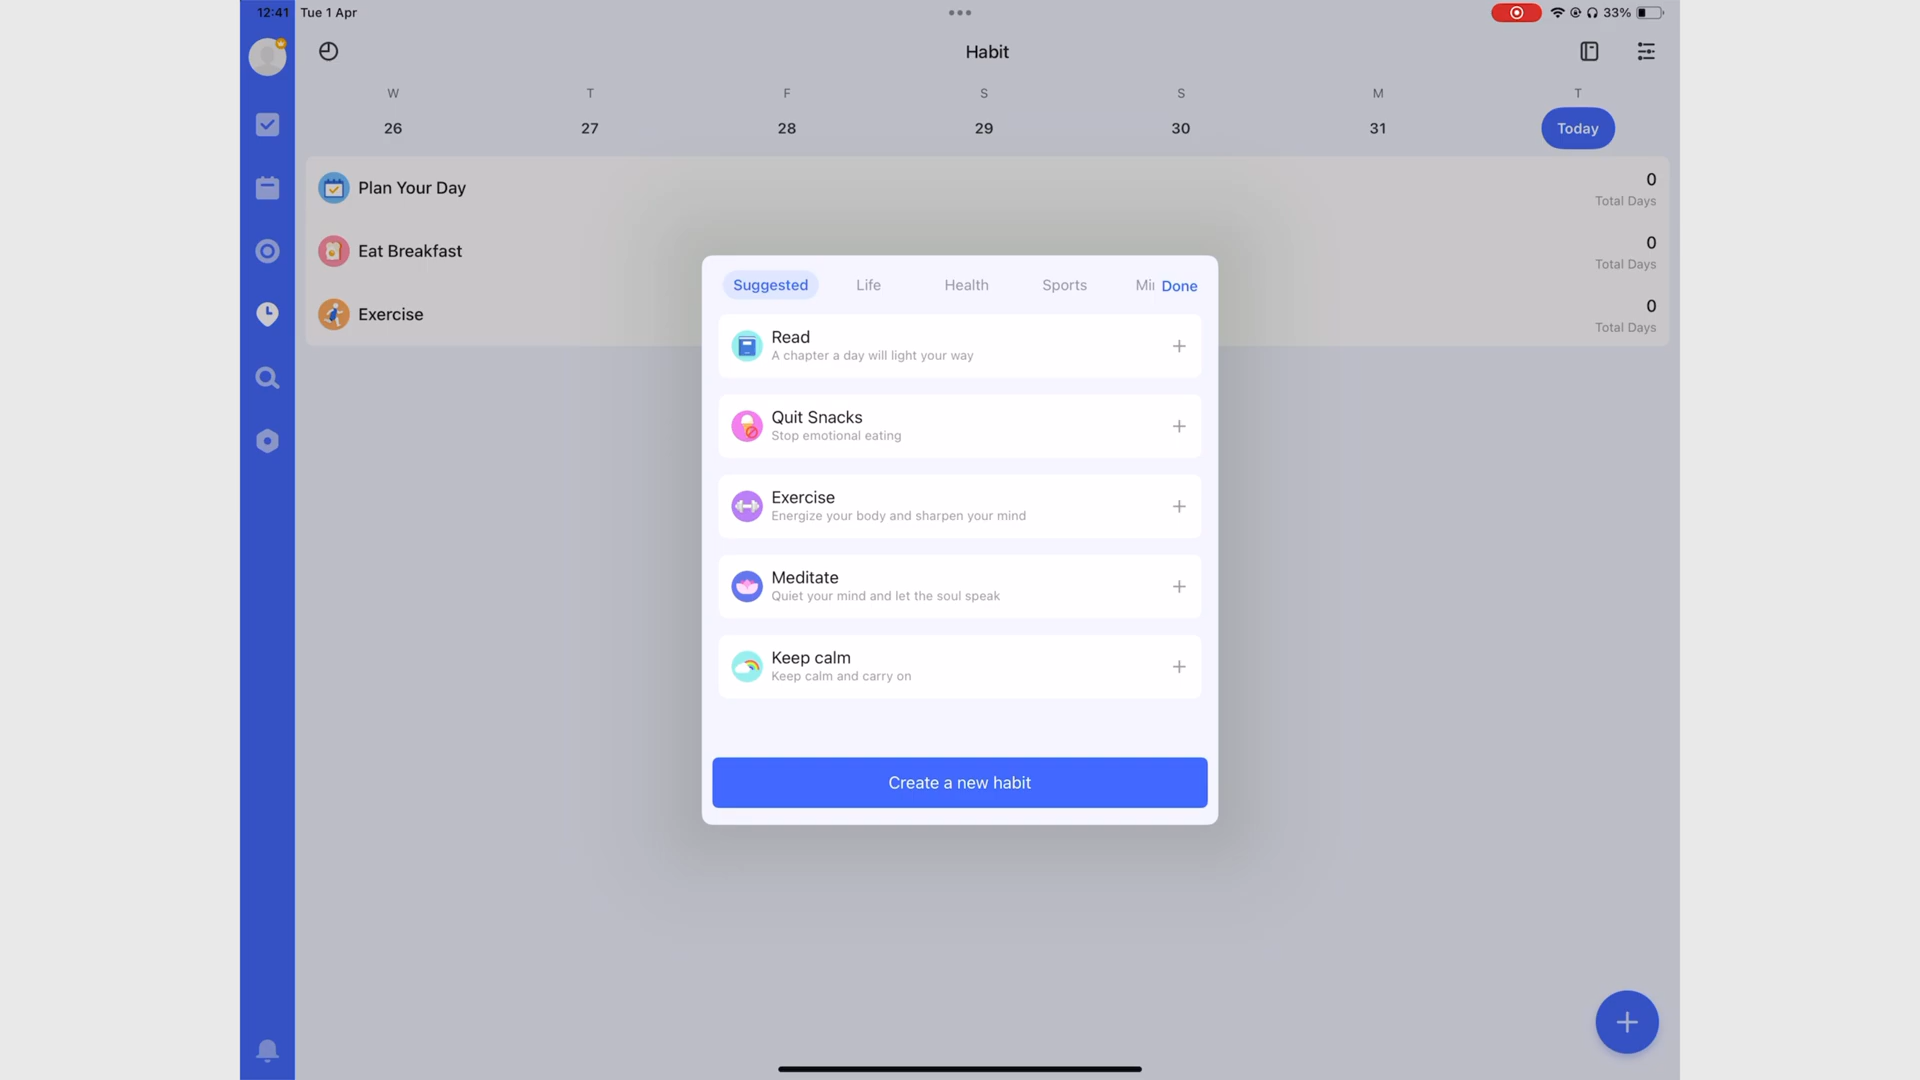 12:41 Tue 1 Apr
33%
Habit
W T F S S M T
26 27 28 29 30 31 Today
Plan Your Day
0
Total Days
Eat Breakfast
0
Total Days
Exercise
0
Total Days
Suggested Life Health Sports Mi Done
Read
A chapter a day will light your way
Quit Snacks
Stop emotional eating
Exercise
Energize your body and sharpen your mind
Meditate
Quiet your mind and let the soul speak
Keep calm
Keep calm and carry on
Create a new habit